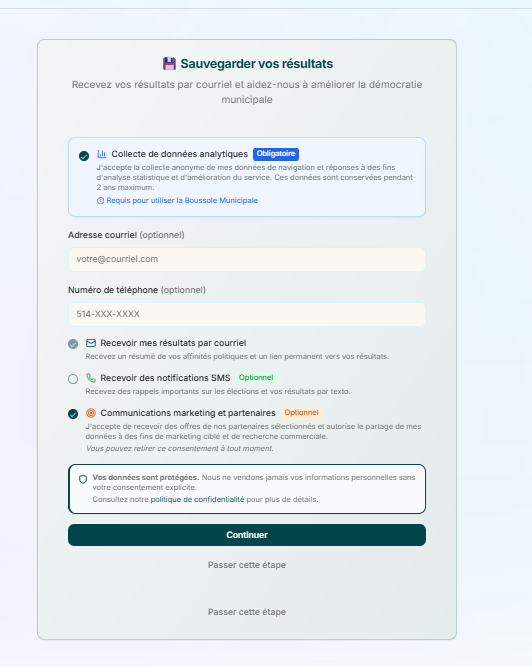 💾 Sauvegarder vos résultats
Recevez vos résultats par courriel et aidez-nous à améliorer la démocratie
municipale
Collecte de données analytiques Obligatoire
J'accepte la collecte anonyme de mes données de navigation et réponses à des fins
d'analyse statistique et d'amélioration du service. Ces données sont conservées pendant
2 ans maximum.
Requis pour utiliser la Boussole Municipale
Adresse courriel (optionnel)
votre@courriel.com
Numéro de téléphone (optionnel)
514-XXX-XXXX
Recevoir mes résultats par courriel
Recevez un résumé de vos affinités politiques et un lien permanent vers vos résultats.
Recevoir des notifications SMS Optionnel
Recevez des rappels importants sur les élections et vos résultats par texto.
Communications marketing et partenaires Optionnel
J'accepte de recevoir des offres de nos partenaires sélectionnés et autorise le partage de mes
données à des fins de marketing ciblé et de recherche commerciale.
Vous pouvez retirer ce consentement à tout moment.
Vos données sont protégées. Nous ne vendons jamais vos informations personnelles sans
votre consentement explicite.
Consultez notre politique de confidentialité pour plus de détails.
Continuer
Passer cette étape
Passer cette étape